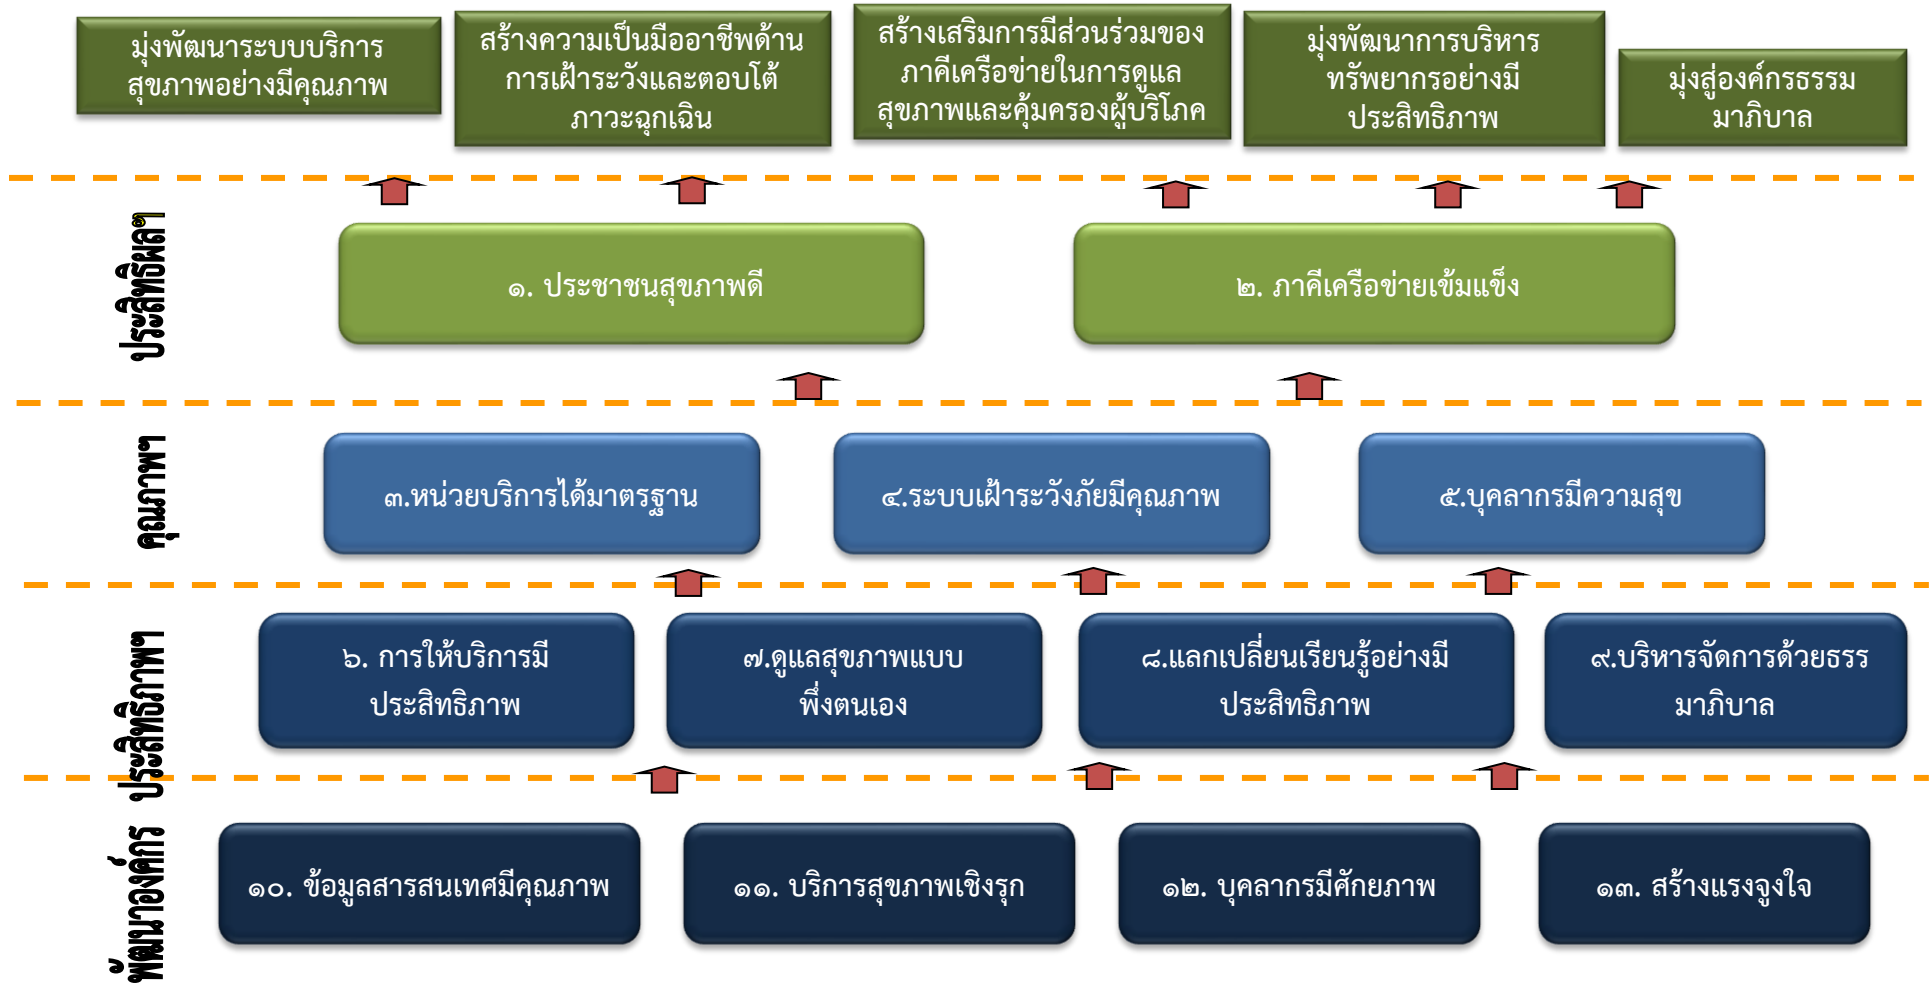 มุ่งพัฒนาระบบบริการ
สุขภาพอย่างมีคุณภาพ
สร้างความเป็นมืออาชีพด้าน
การเฝ้าระวังและตอบโต้
ภาวะฉุกเฉิน
สร้างเสริมการมีส่วนร่วมของ
ภาคีเครือข่ายในการดูแล
สุขภาพและคุ้มครองผู้บริโภค
มุ่งพัฒนาการบริหาร
ทรัพยากรอย่างมี
ประสิทธิภาพ
มุ่งสู่องค์กรธรรม
มาภิบาล
ประสิทธิผลฯ
๑. ประชาชนสุขภาพดี
๒. ภาคีเครือข่ายเข้มแข็ง
คุณภาพฯ
๓.หน่วยบริการได้มาตรฐาน
๔.ระบบเฝ้าระวังภัยมีคุณภาพ
๕.บุคลากรมีความสุข
ประสิทธิภาพฯ
๖. การให้บริการมี
ประสิทธิภาพ
๗.ดูแลสุขภาพแบบ
พึ่งตนเอง
๘.แลกเปลี่ยนเรียนรู้อย่างมี
ประสิทธิภาพ
๙.บริหารจัดการด้วยธรร
มาภิบาล
พัฒนาองค์กร
๑๐. ข้อมูลสารสนเทศมีคุณภาพ
๑๑. บริการสุขภาพเชิงรุก
๑๒. บุคลากรมีศักยภาพ
๑๓. สร้างแรงจูงใจ